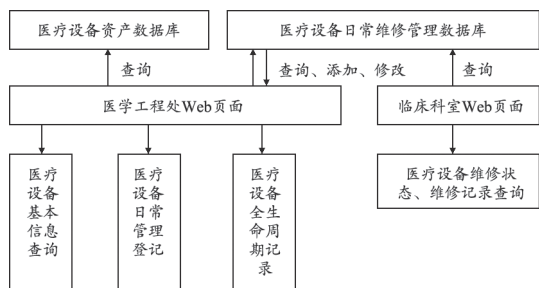 医疗设备资产数据库
医疗设备日常维修管理数据库
查询
查询、添加、修改
查询
医学工程处Web页面
临床科室Web页面
医疗
设备
基本
信息
查询
医疗
设备
日常
管理
登记
医疗
设备
全生
命周
期记
录
医疗设备维修状
态、维修记录查询